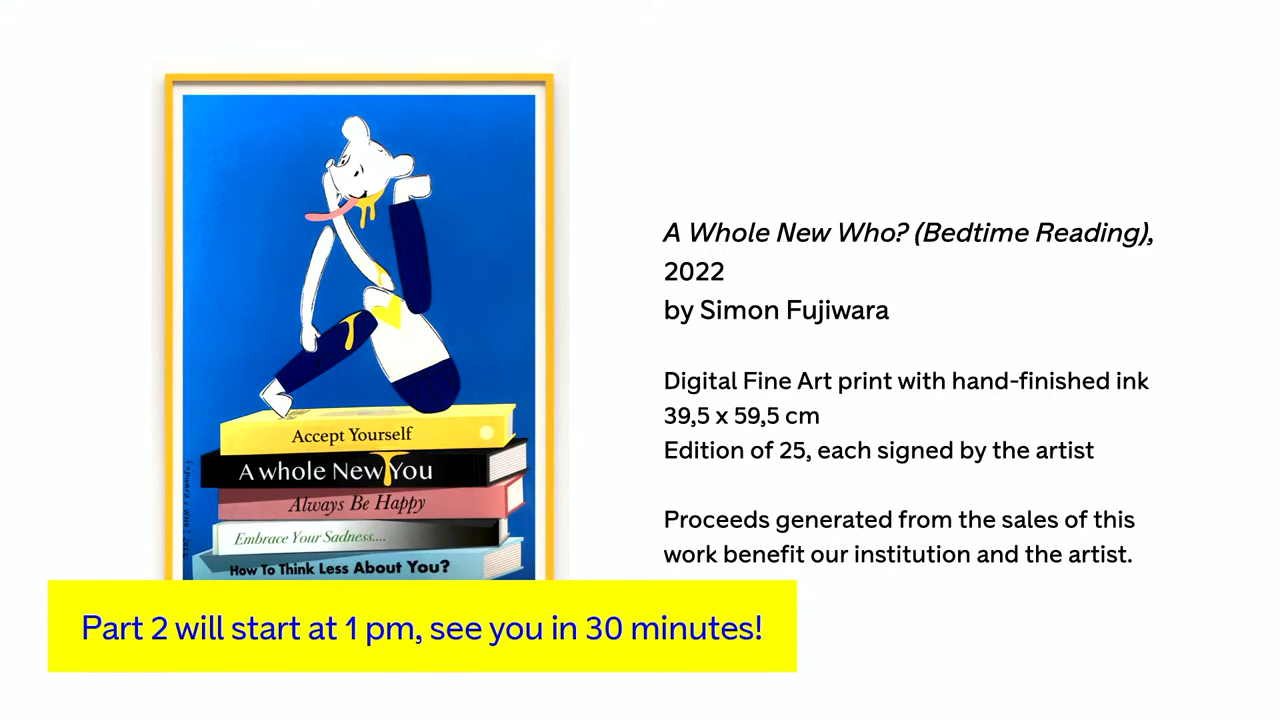 Accept Yourself
A whole New You
Always Be Happy
Embrace Your Sadness....
How To Think Less About You?
A Whole New Who? (Bedtime Reading),
2022
by Simon Fujiwara
Digital Fine Art print with hand-finished ink
39,5 x 59,5 cm
Edition of 25, each signed by the artist
Proceeds generated from the sales of this
work benefit our institution and the artist.
Part 2 will start at 1 pm, see you in 30 minutes!